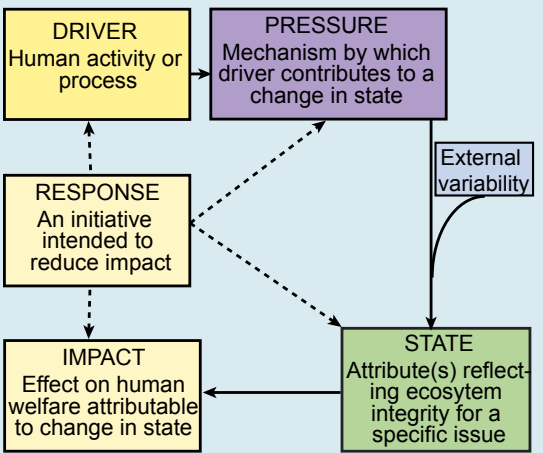 DRIVER
Human activity or
process
PRESSURE
Mechanism by which
driver contributes to a
change in state
External
variability
RESPONSE
An initiative
intended to
reduce impact
IMPACT
Effect on human
welfare attributable
to change in state
STATE
Attribute(s) reflect-
ing ecosytem
integrity for a
specific issue